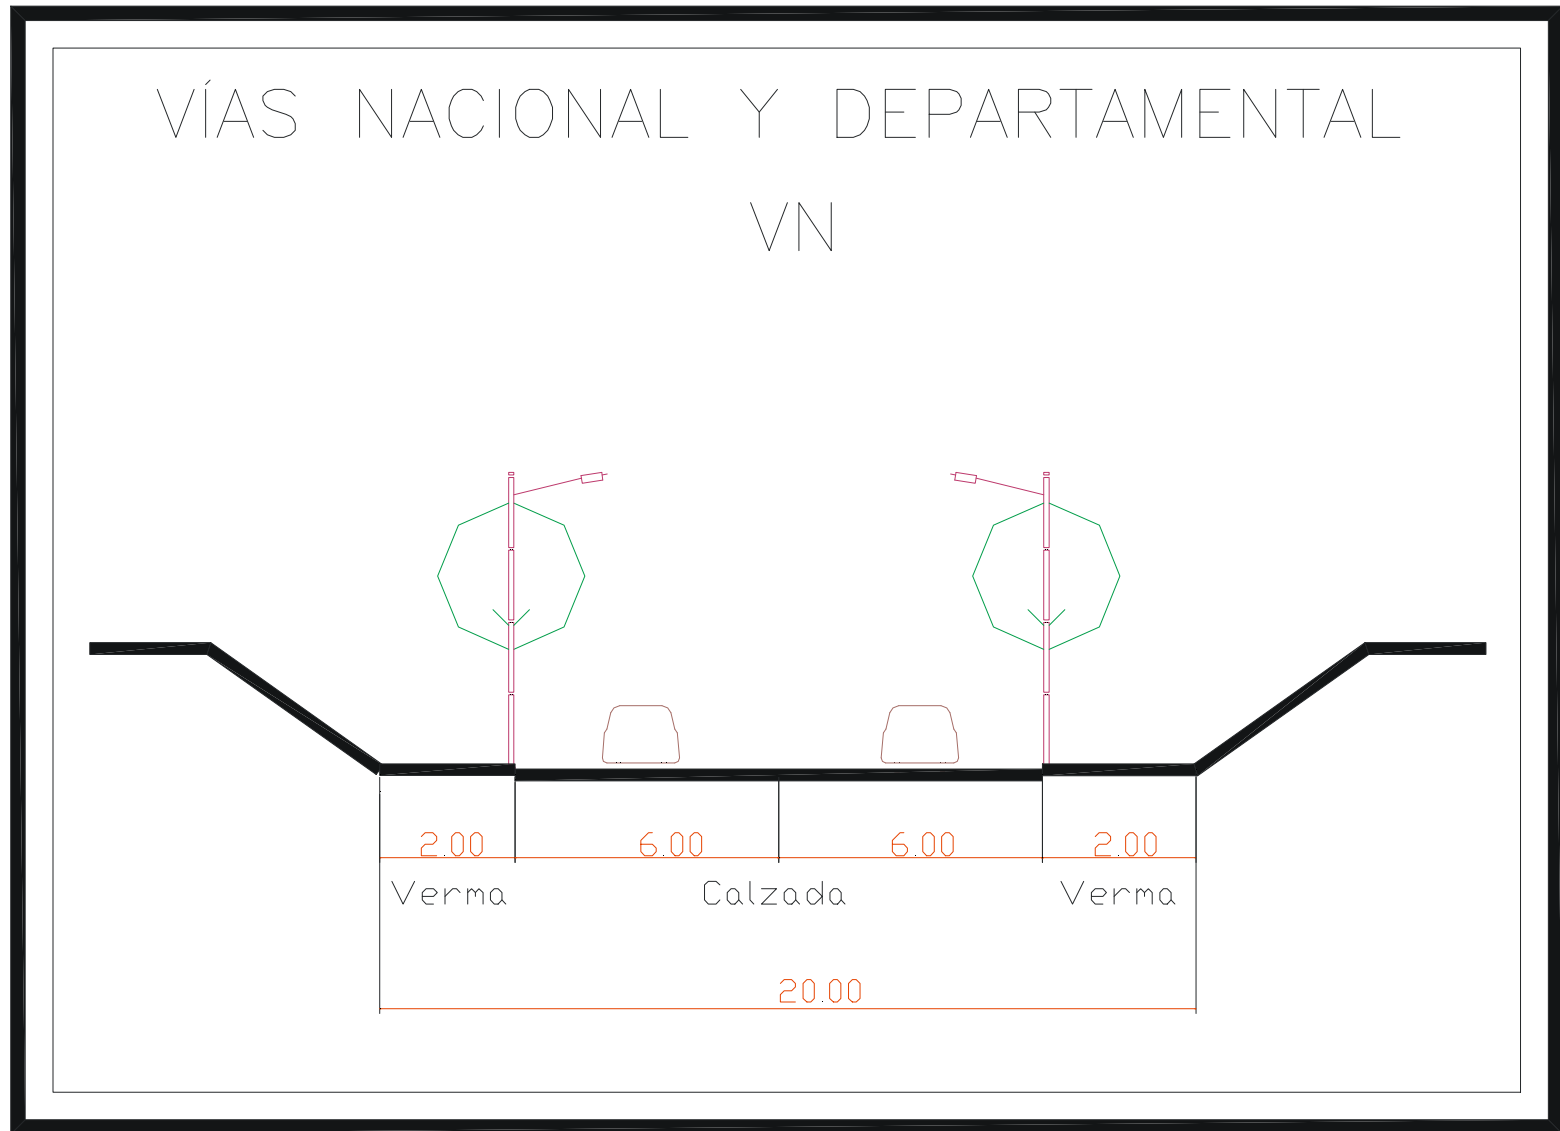 VÍAS NACIONAL Y DEPARTAMENTAL
VN
2.00 6.00 6.00 2.00
Verma Calzada Verma
20.00